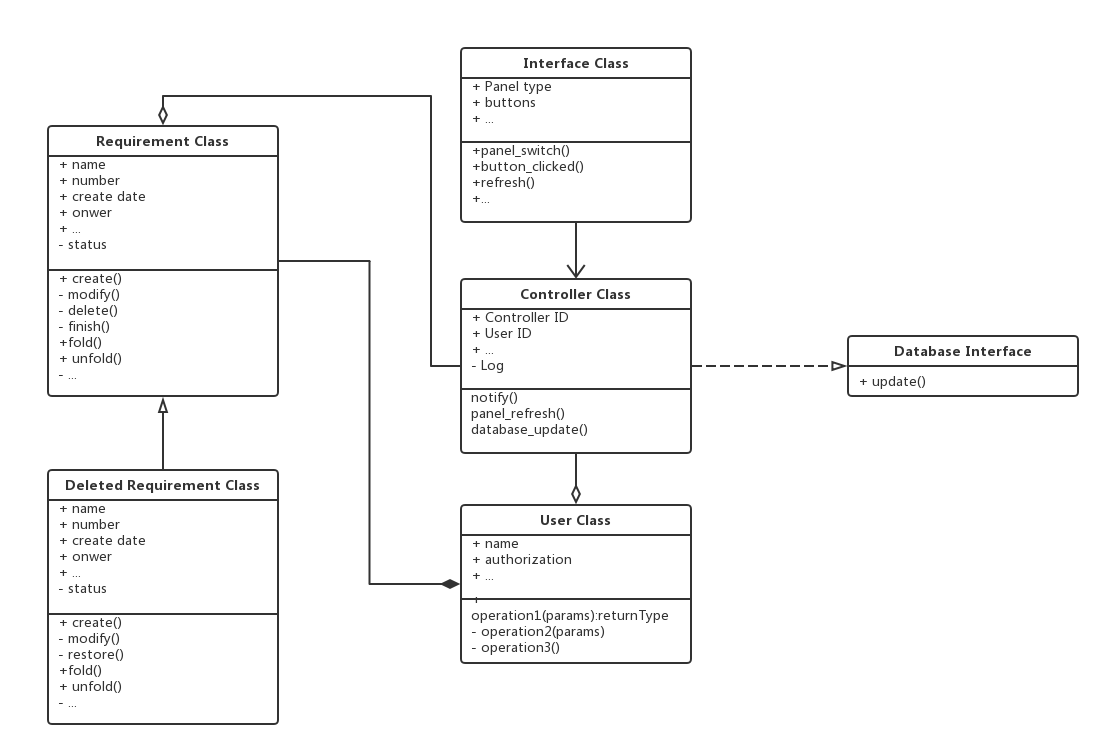 Interface Class
+ Panel type
+ buttons
+ ...
+panel_switch()
+button_clicked()
+refresh()
+...
Requirement Class
+ name
+ number
+ create date
+ onwer
+ ...
- status
+ create()
- modify()
- delete()
- finish()
+fold()
+ unfold()
- ...
Controller Class
+ Controller ID
+ User ID
+ ...
- Log
notify()
panel_refresh()
database_update()
Database Interface
+ update()
Deleted Requirement Class
+ name
+ number
+ create date
+ onwer
+ ...
- status
+ create()
- modify()
- restore()
+fold()
+ unfold()
- ...
User Class
+ name
+ authorization
+ ...
+
operation1(params):returnType
- operation2(params)
- operation3()